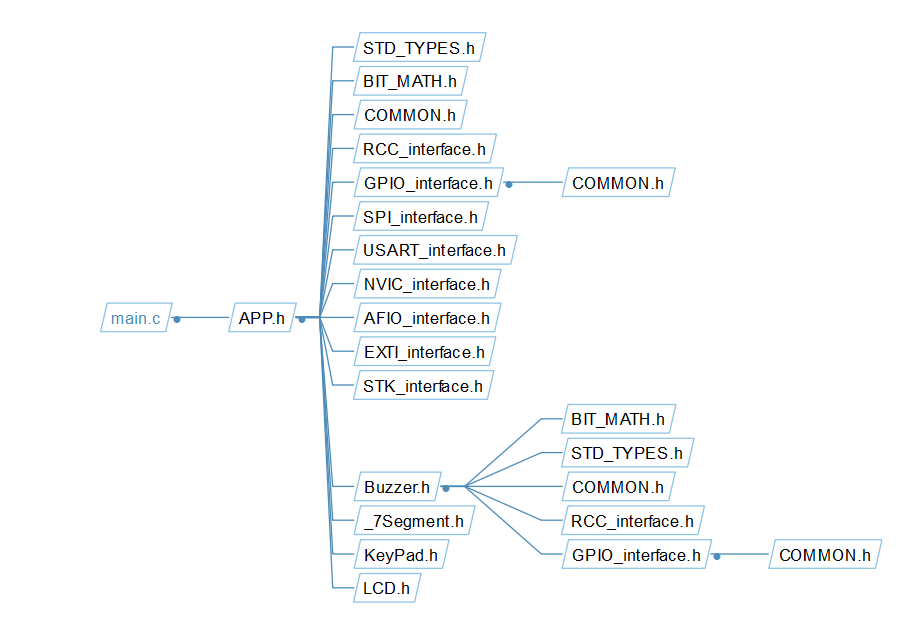 STD_TYPES.h
BIT_MATH.h
COMMON.h
RCC_interface.h
GPIO_interface.h
COMMON.h
SPI_interface.h
USART_interface.h
NVIC_interface.h
main.c
APP.h
AFIO_interface.h
EXTI_interface.h
STK_interface.h
BIT_MATH.h
STD_TYPES.h
Buzzer.h
COMMON.h
_7Segment.h
RCC_interface.h
KeyPad.h
GPIO_interface.h
COMMON.h
LCD.h